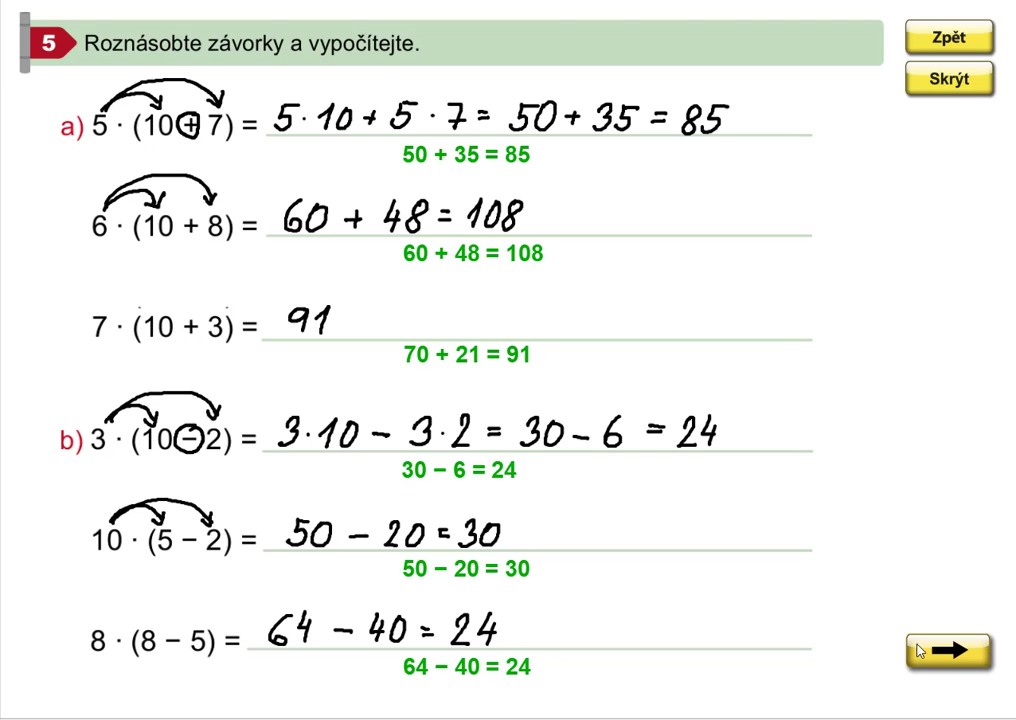 5 Roznásobte závorky a vypočítejte.
Zpět
Skrýt
a) 5 · (10 + 7) = 5 · 10 + 5 · 7 = 50 + 35 = 85
50 + 35 = 85
6 · (10 + 8) = 60 + 48 = 108
60 + 48 = 108
7 · (10 + 3) = 91
70 + 21 = 91
b) 3 · (10 − 2) = 3 · 10 − 3 · 2 = 30 − 6 = 24
30 − 6 = 24
10 · (5 − 2) = 50 − 20 = 30
50 − 20 = 30
8 · (8 − 5) = 64 − 40 = 24
64 − 40 = 24